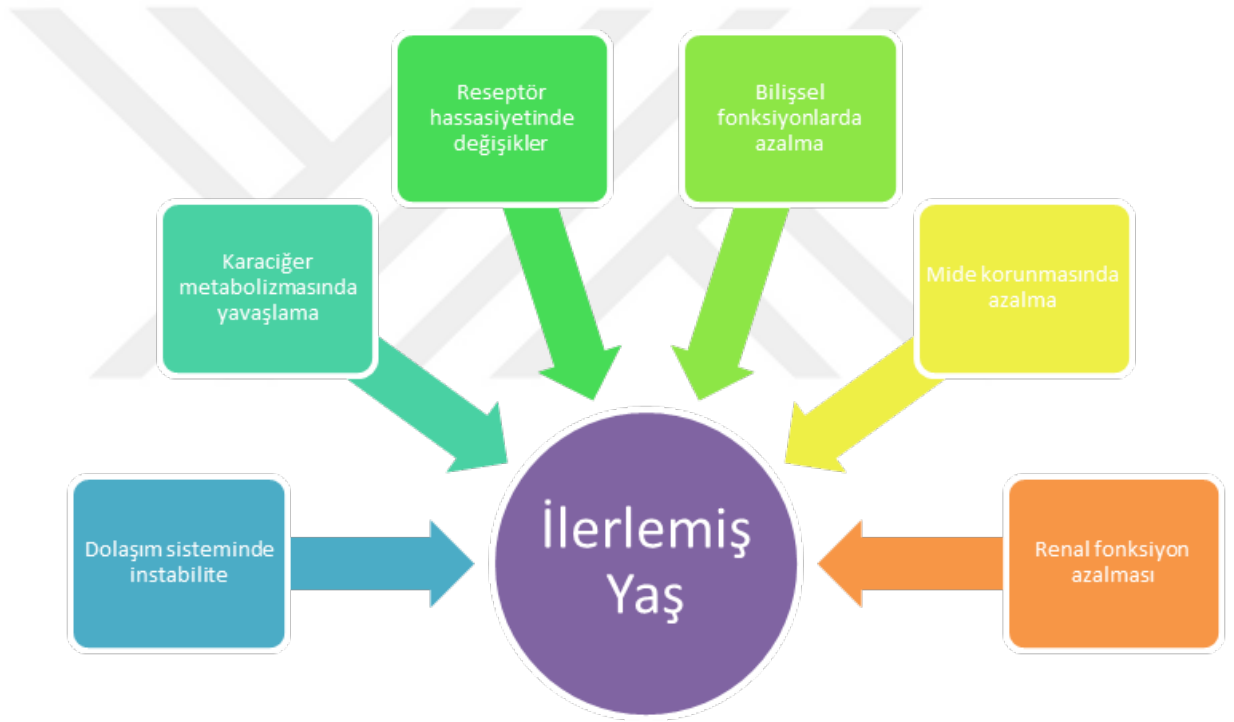 Reseptör
hassasiyetinde
değişikler
Bilişsel
fonksiyonlarda
azalma
Karaciğer
metabolizmasında
yavaşlama
Mide korunmasında
azalma
Dolaşım sisteminde
instabilite
İlerlemiş
Yaş
Renal fonksiyon
azalması